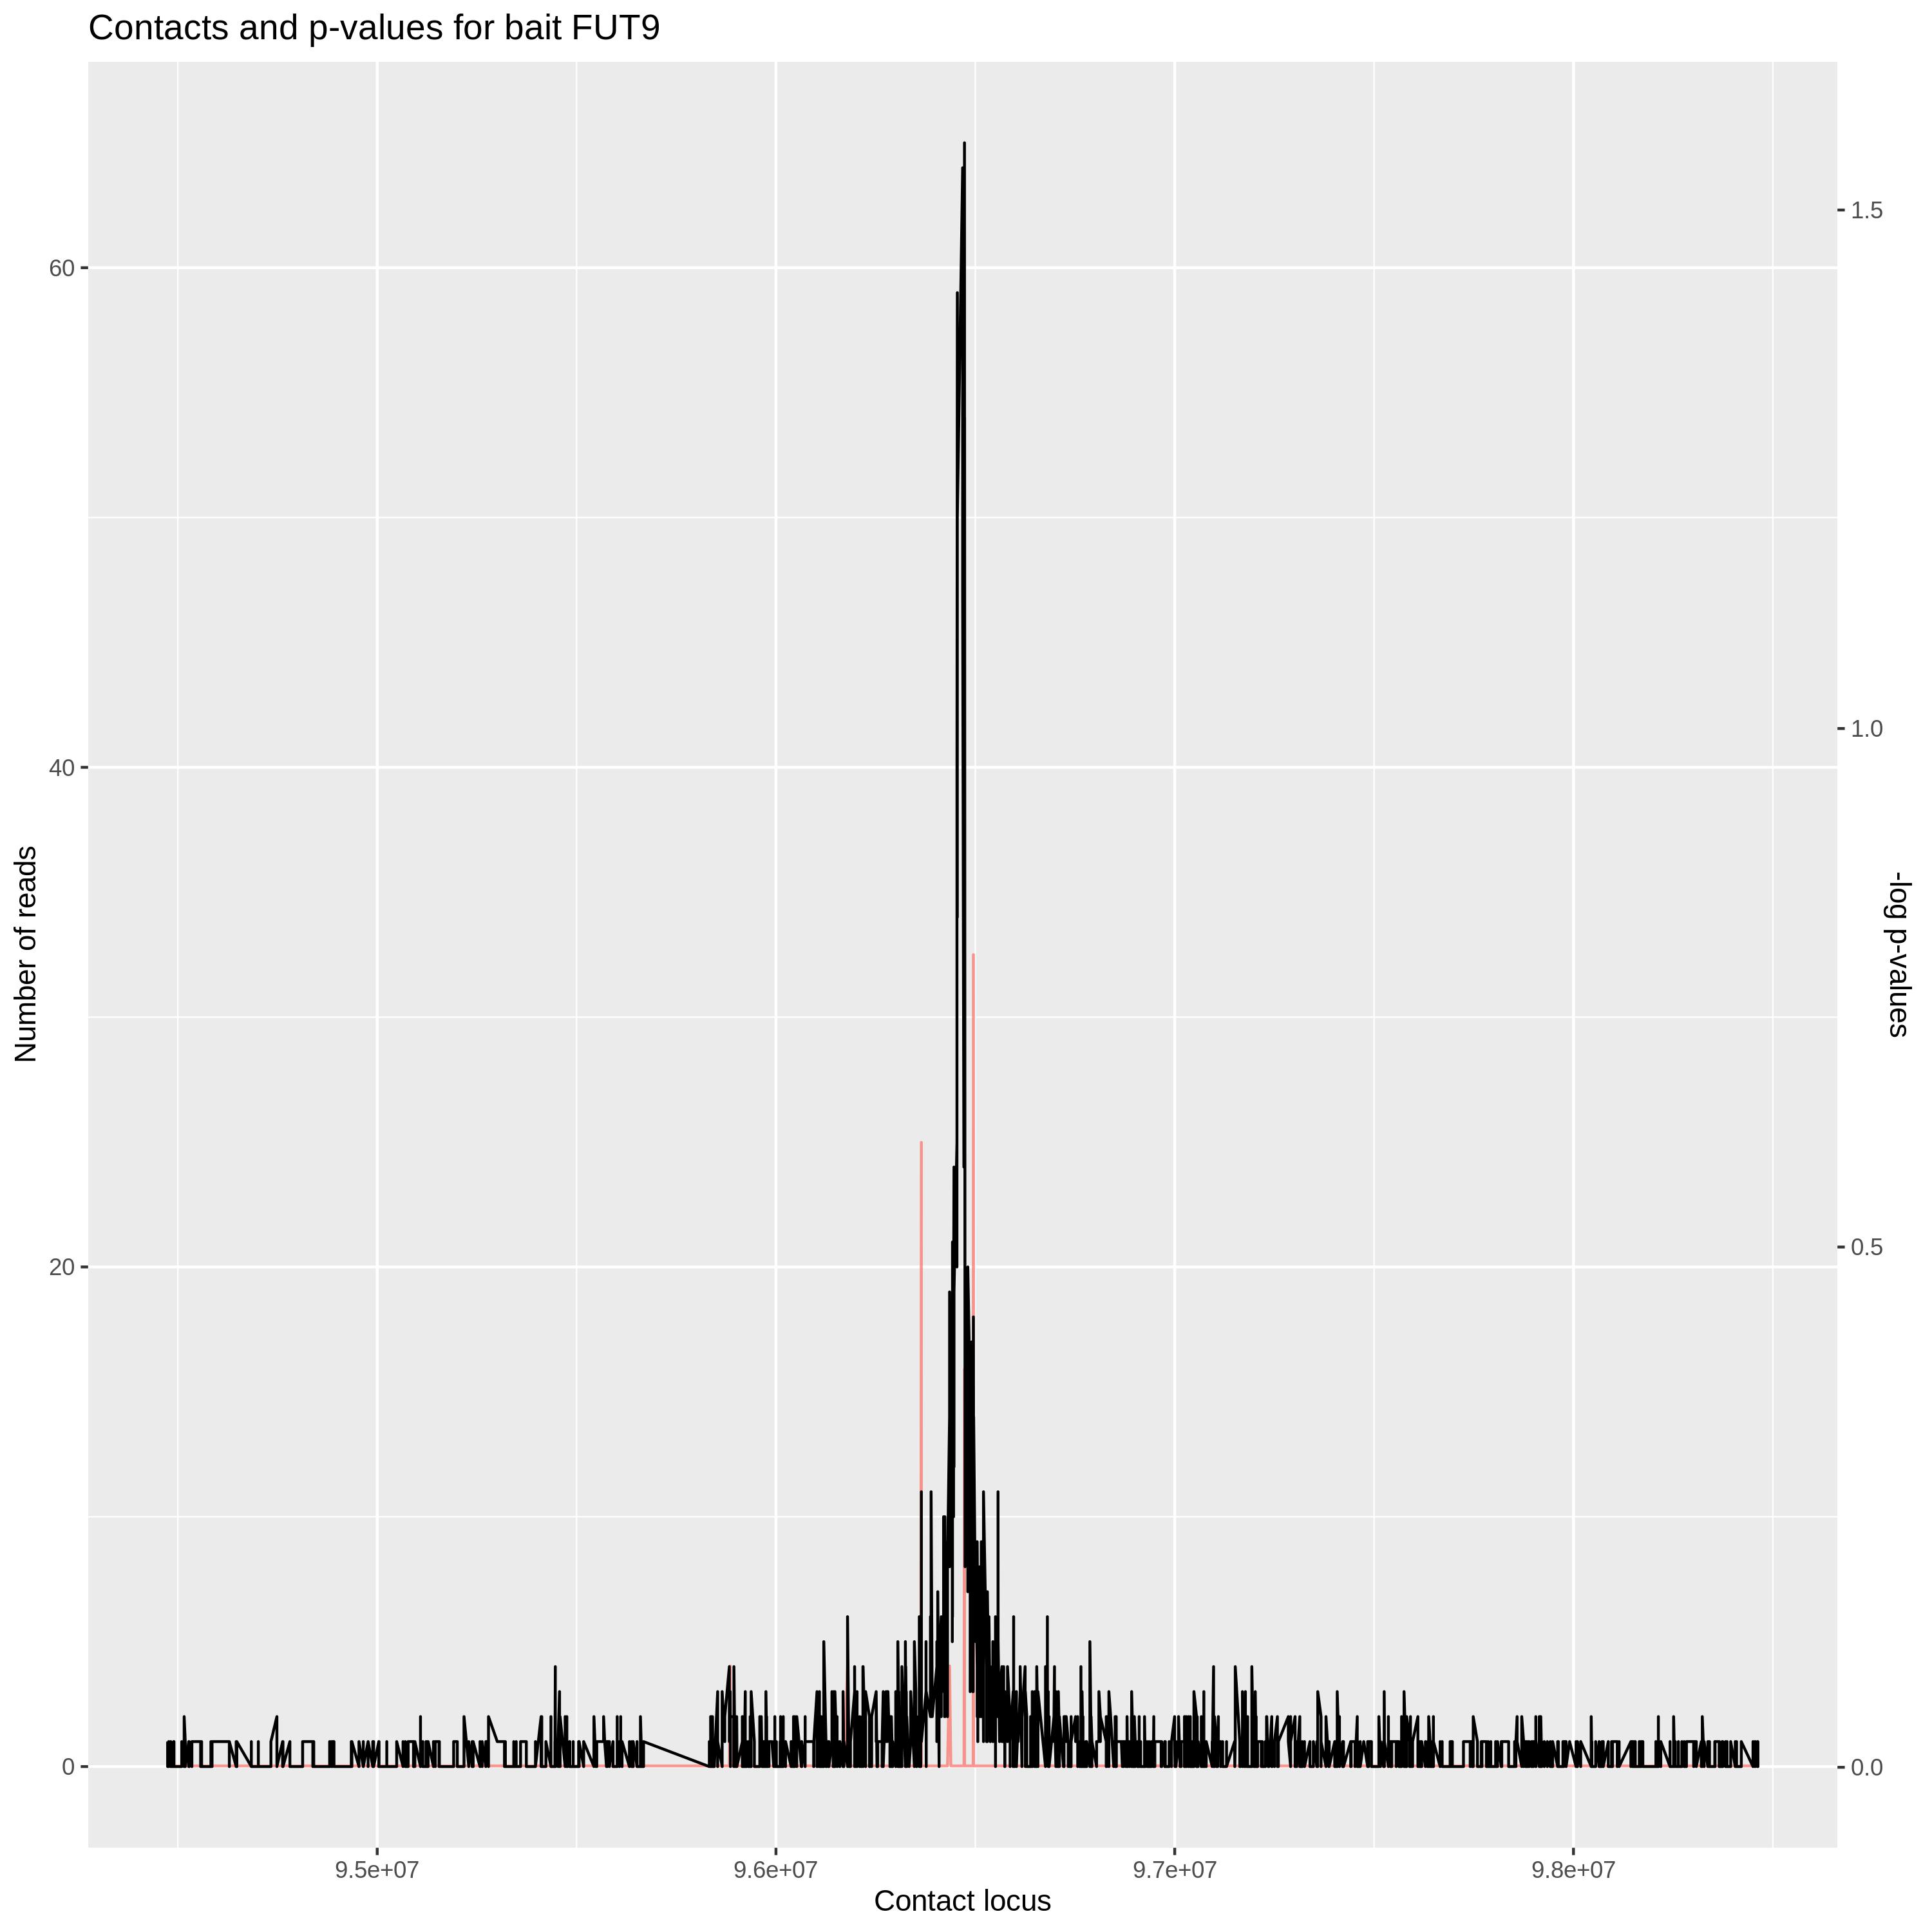 Contacts and p-values for bait FUT9
Number of reads
60
40
20
0
-log p-values
1.5
1.0
0.5
0.0
9.5e+07
9.6e+07
9.7e+07
9.8e+07
Contact locus